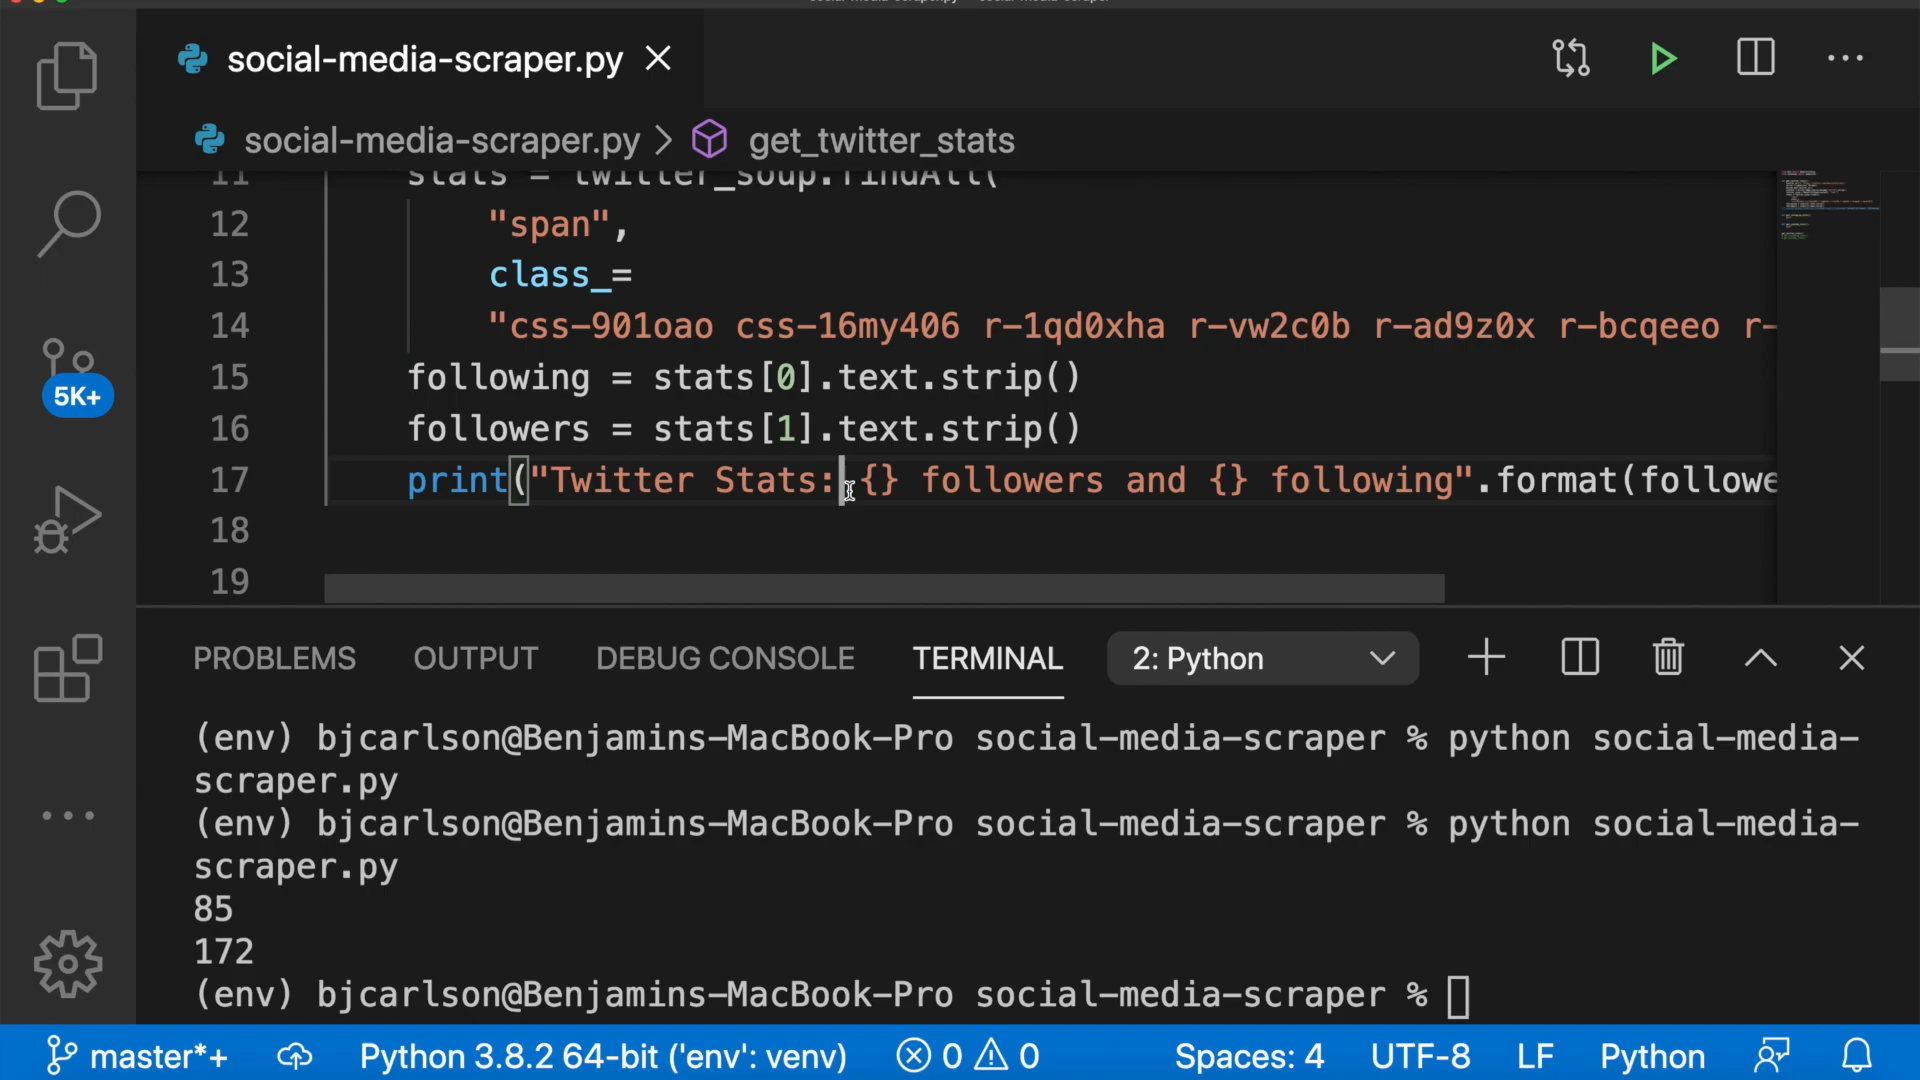 social-media-scraper.py
social-media-scraper.py > get_twitter_stats
11 stats = twitter_soup.findAll(
12 "span",
13 class_=
14 "css-901oao css-16my406 r-1qd0xha r-vw2c0b r-ad9z0x r-bcqeeo r-
15 following = stats[0].text.strip()
16 followers = stats[1].text.strip()
17 print("Twitter Stats: {} followers and {} following".format(followe
18
19
5K+
PROBLEMS OUTPUT DEBUG CONSOLE TERMINAL 2: Python
(env) bjcarlson@Benjamins-MacBook-Pro social-media-scraper % python social-media-
scraper.py
(env) bjcarlson@Benjamins-MacBook-Pro social-media-scraper % python social-media-
scraper.py
85
172
(env) bjcarlson@Benjamins-MacBook-Pro social-media-scraper %
master*+ Python 3.8.2 64-bit ('env': venv) 0 0 Spaces: 4 UTF-8 LF Python